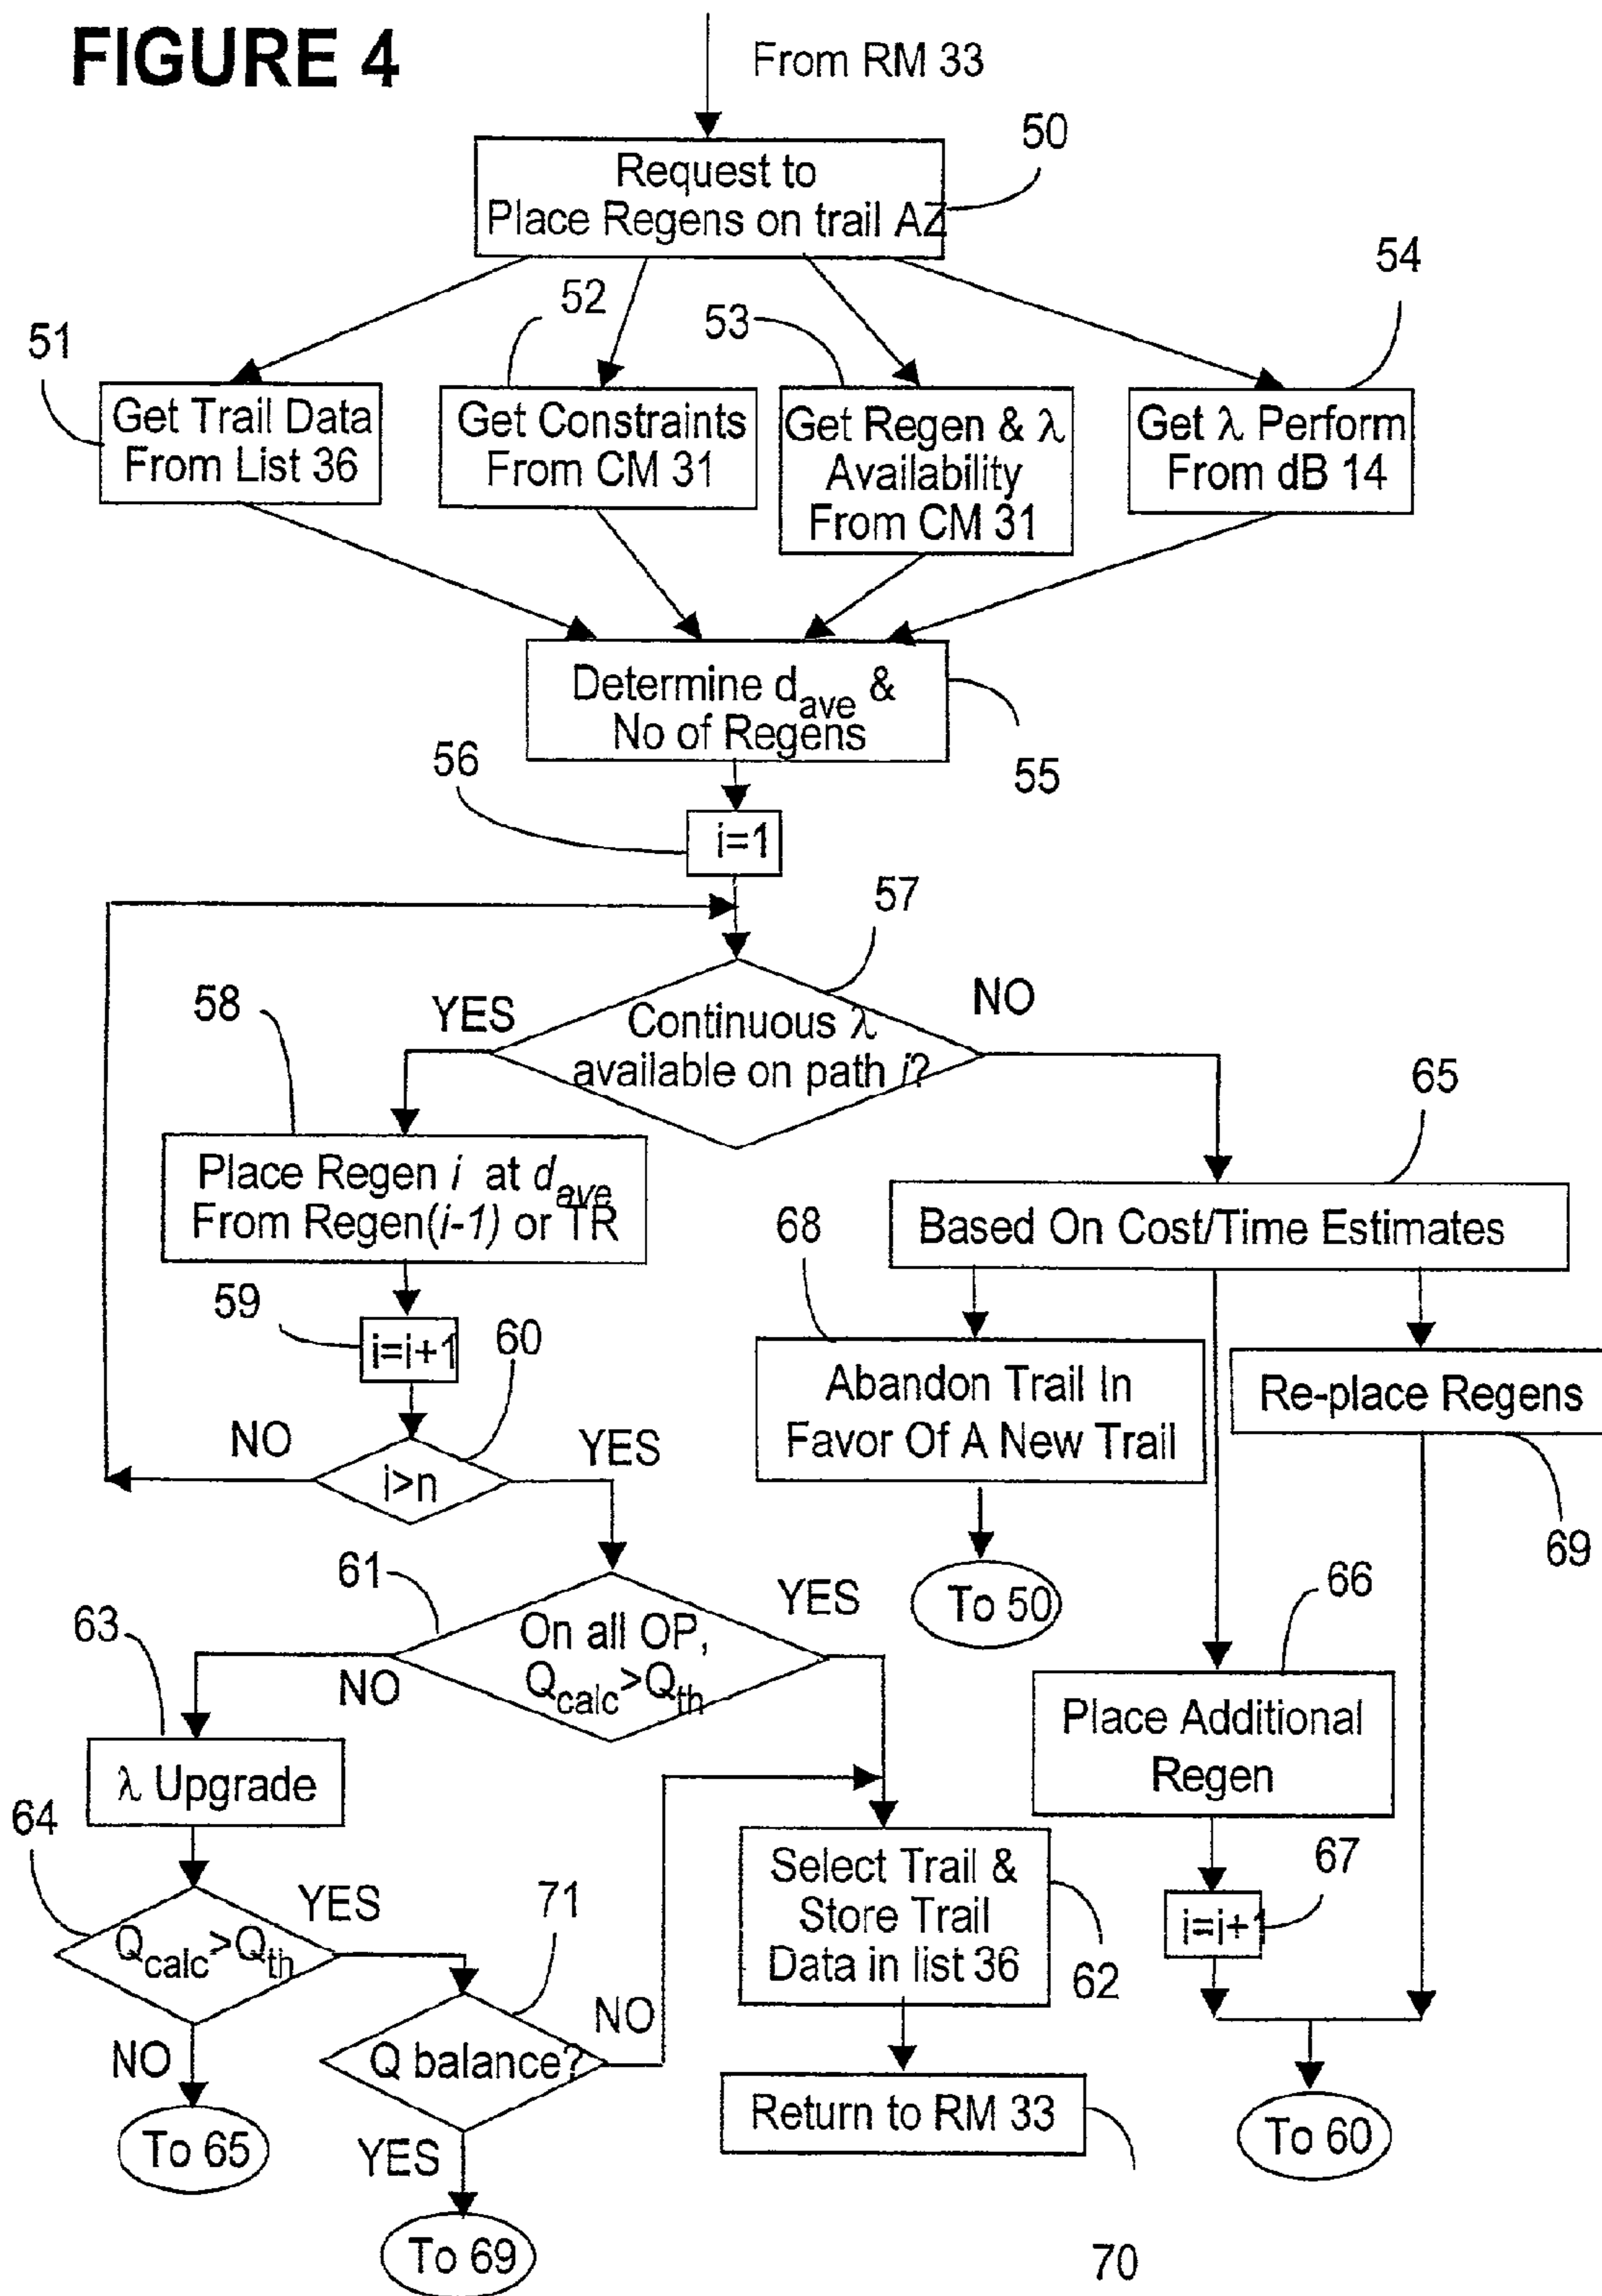 FIGURE 4
From RM 33
50
Request to
Place Regens on trail AZ
51
52
53
54
Get Trail Data
From List 36
Get Constraints
From CM 31
Get Regen & λ
Availability
From CM 31
Get λ Perform
From dB 14
Determine dave &
No of Regens
55
56
i=1
57
Continuous λ
available on path i?
YES
NO
58
Place Regen i at dave
From Regen(i-1) or TR
65
Based On Cost/Time Estimates
59
i=i+1
60
i>n
NO
YES
68
Abandon Trail In
Favor Of A New Trail
Re-place Regens
69
To 50
61
On all OP,
Qcalc>Qth
YES
NO
66
Place Additional
Regen
63
λ Upgrade
64
Qcalc>Qth
YES
NO
71
Q balance?
NO
YES
Select Trail &
Store Trail
Data in list 36
62
67
i=i+1
Return to RM 33
70
To 65
To 69
To 60